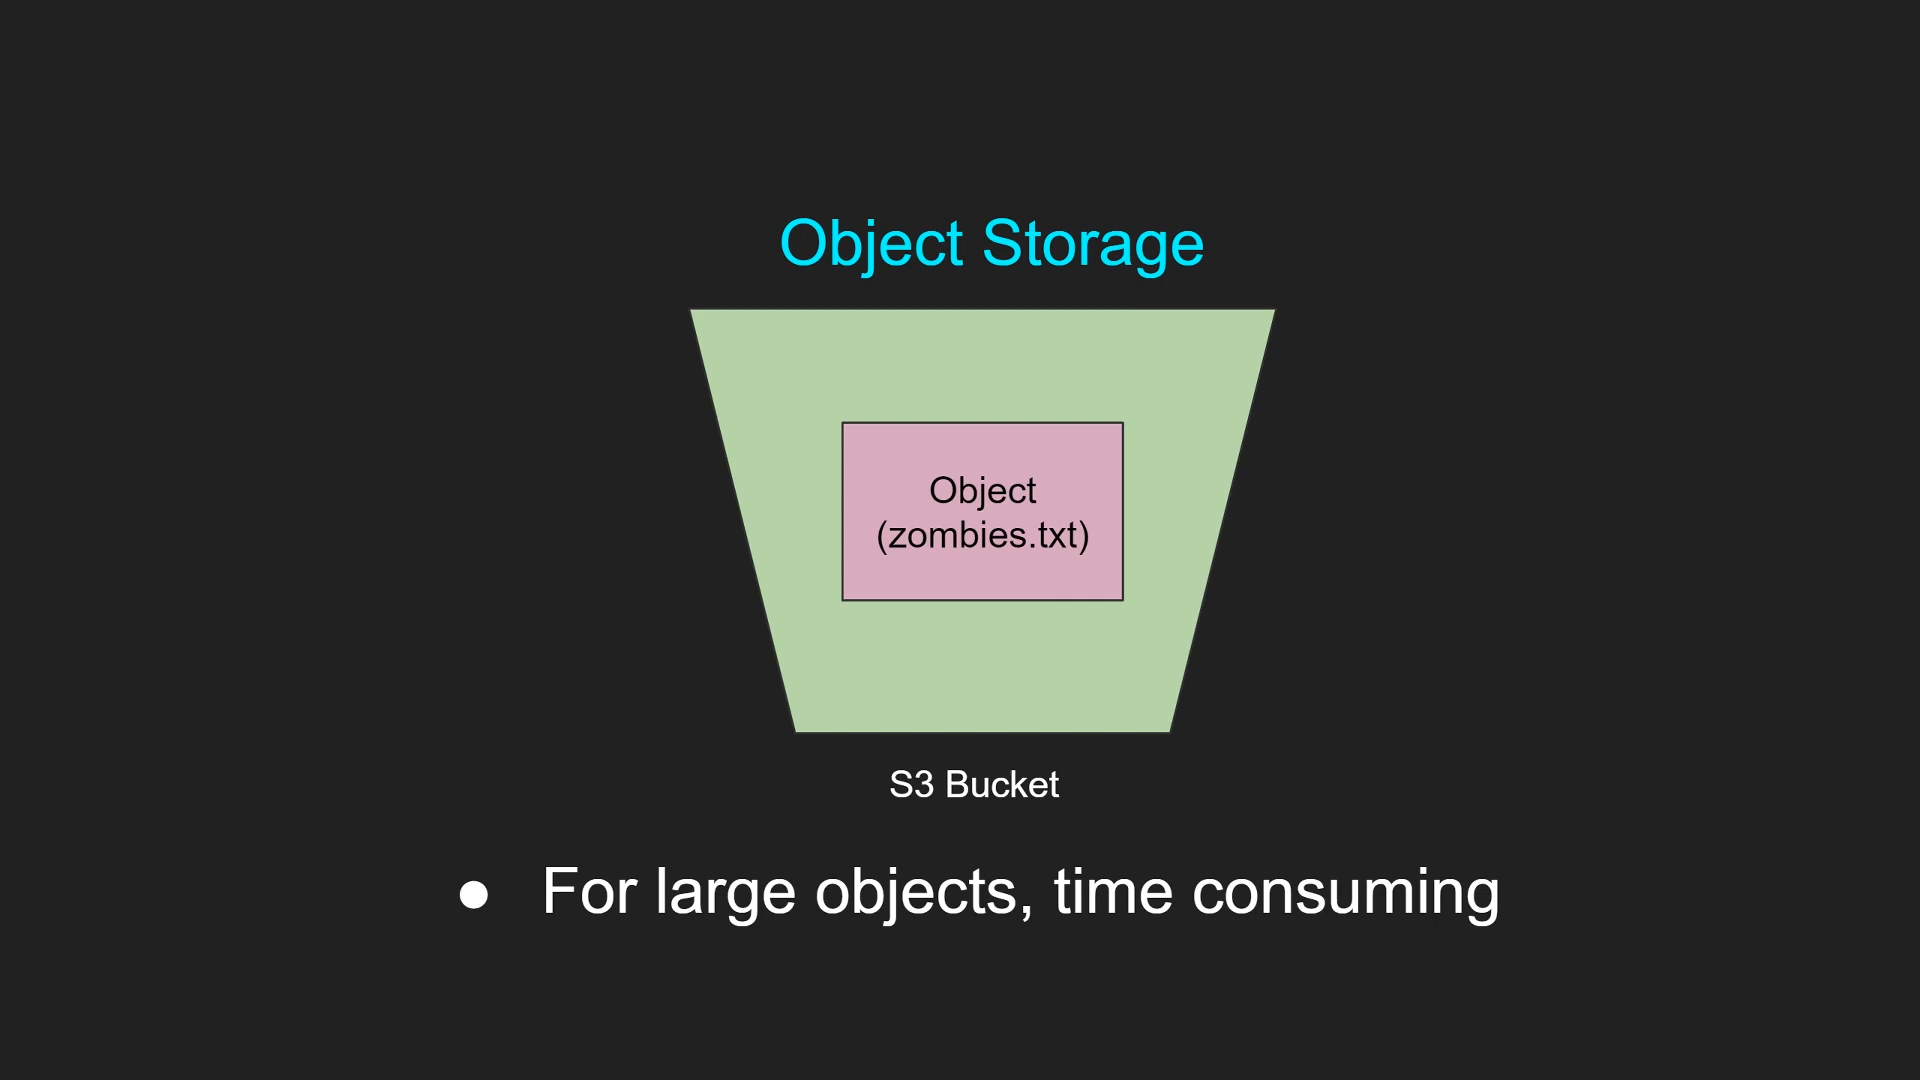 Object Storage
Object
(zombies.txt)
S3 Bucket
● For large objects, time consuming